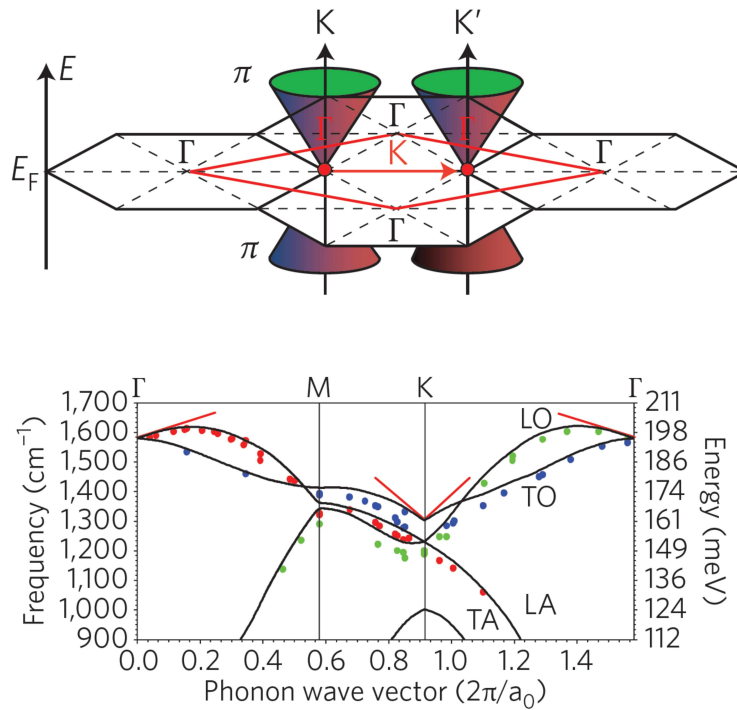 K K′
E
π π
Γ Γ Γ
Γ Γ Γ
K
E_F
Γ
π
Γ M K Γ
1,700 211
1,600 LO 198
1,500 186
1,400 TO 174
1,300 161
1,200 149
1,100 136
1,000 TA LA 124
900 112
Frequency (cm⁻¹)
Energy (meV)
0.0 0.2 0.4 0.6 0.8 1.0 1.2 1.4
Phonon wave vector (2π/a₀)